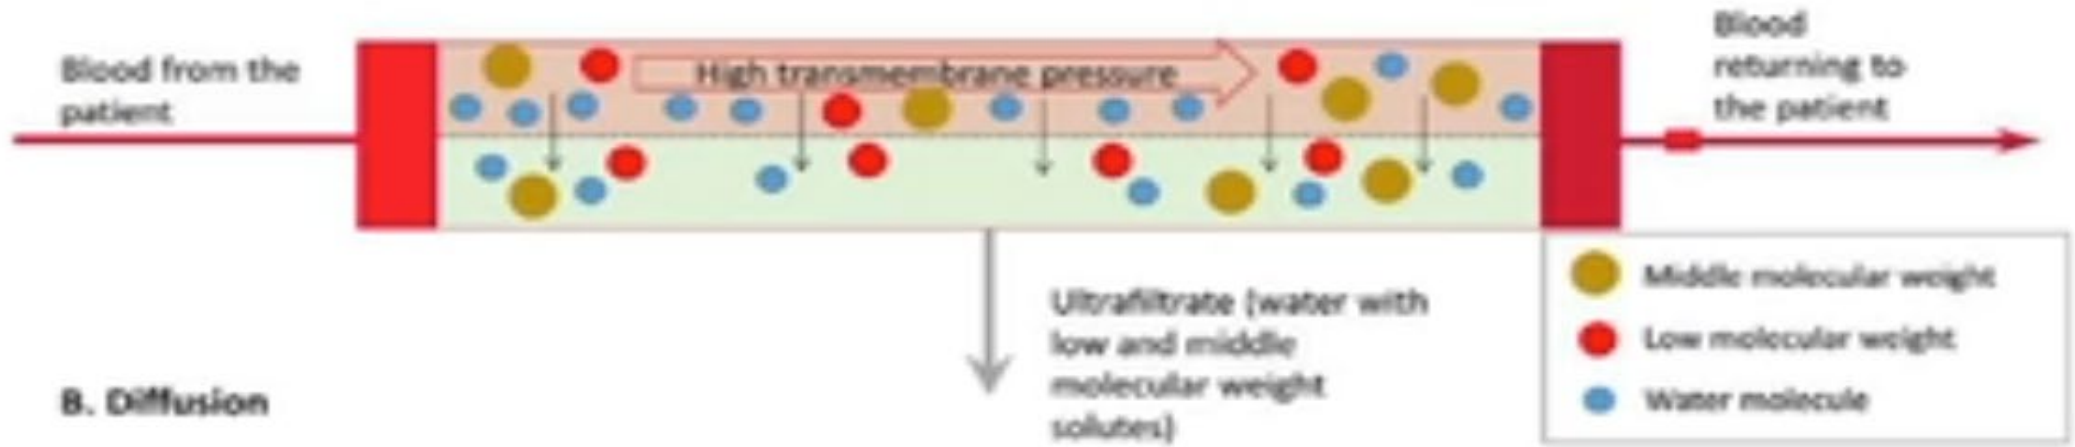 Blood from the
patient
High transmembrane pressure
Blood
returning to
the patient
Ultrafiltrate (water with
low and middle
molecular weight
solutes)
Middle molecular weight
Low molecular weight
Water molecule
B. Diffusion